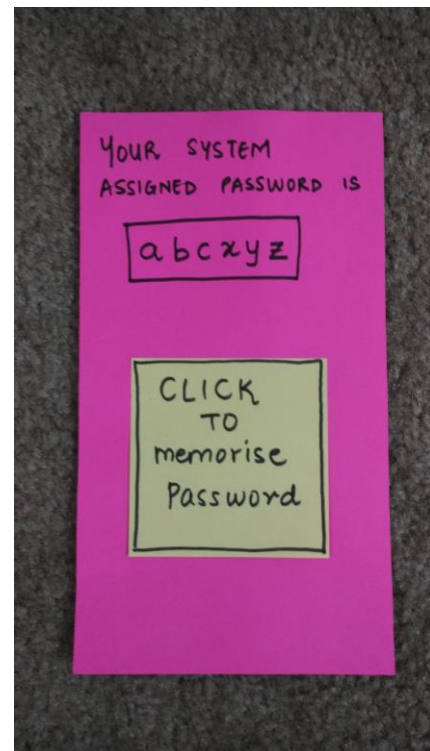 YOUR SYSTEM
ASSIGNED PASSWORD IS
abcxyz
CLICK
TO
memorise
Password